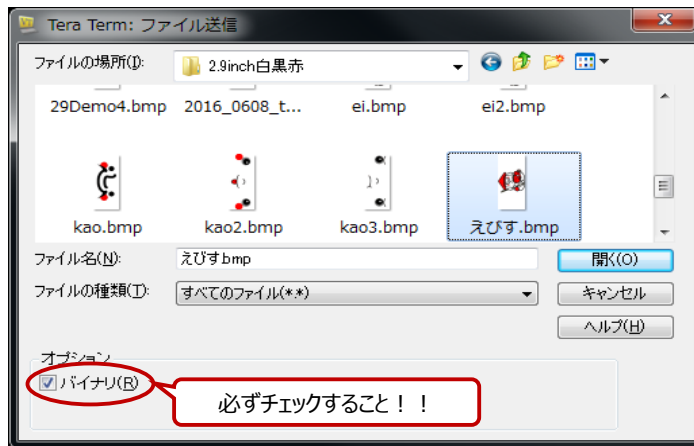 Tera Term: ファイル送信
ファイルの場所(I):
2.9inch白黒赤
29Demo4.bmp 2016_0608_t... ei.bmp ei2.bmp
kao.bmp kao2.bmp kao3.bmp えびす.bmp
ファイル名(N): えびす.bmp 開く(O)
ファイルの種類(T): すべてのファイル(*.*) キャンセル
ヘルプ(H)
オプション
バイナリ(R)
必ずチェックすること！！